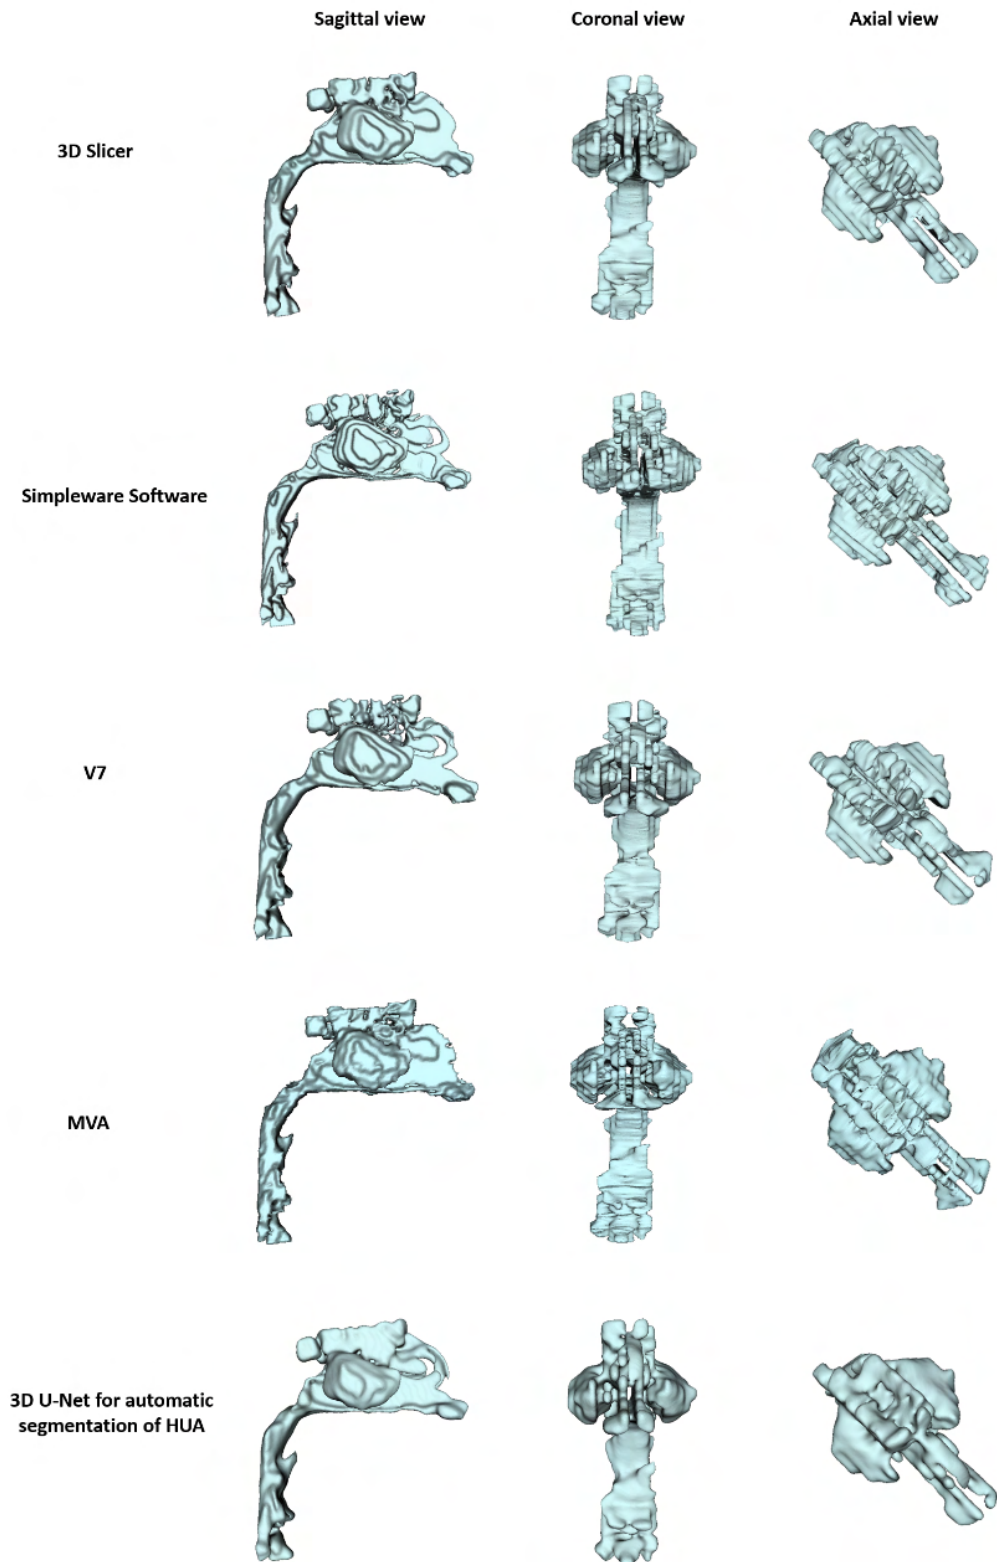 Sagittal view
Coronal view
Axial view
3D Slicer
Simpleware Software
V7
MVA
3D U-Net for automatic
segmentation of HUA